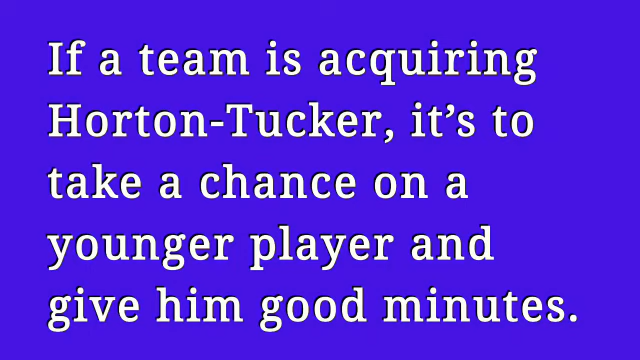 If a team is acquiring
Horton-Tucker, it’s to
take a chance on a
younger player and
give him good minutes.